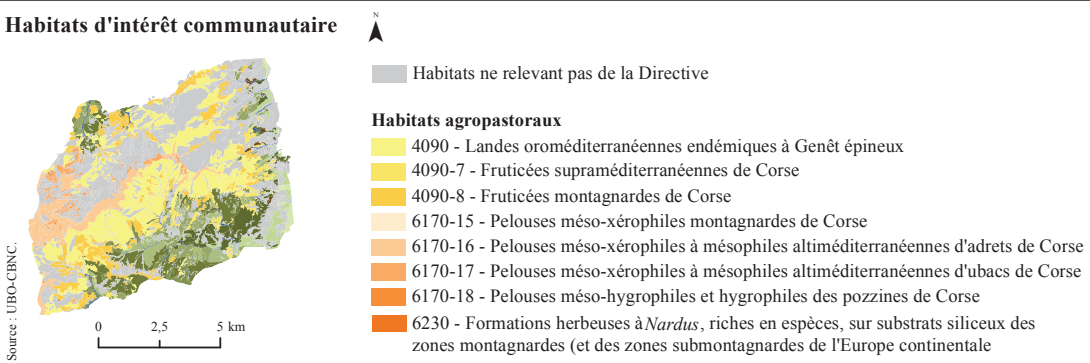 Habitats d'intérêt communautaire
N
Habitats ne relevant pas de la Directive
Habitats agropastoraux
4090 - Landes oroméditerranéennes endémiques à Genêt épineux
4090-7 - Fruticées supraméditerranéennes de Corse
4090-8 - Fruticées montagnardes de Corse
6170-15 - Pelouses méso-xérophiles montagnardes de Corse
6170-16 - Pelouses méso-xérophiles à mésophiles altiméditerranéennes d'adrets de Corse
6170-17 - Pelouses méso-xérophiles à mésophiles altiméditerranéennes d'ubacs de Corse
6170-18 - Pelouses méso-hygrophiles et hygrophiles des pozzines de Corse
6230 - Formations herbeuses à Nardus, riches en espèces, sur substrats siliceux des
zones montagnardes (et des zones submontagnardes de l'Europe continentale
0 2,5 5 km
Source : UBO-CBNC.